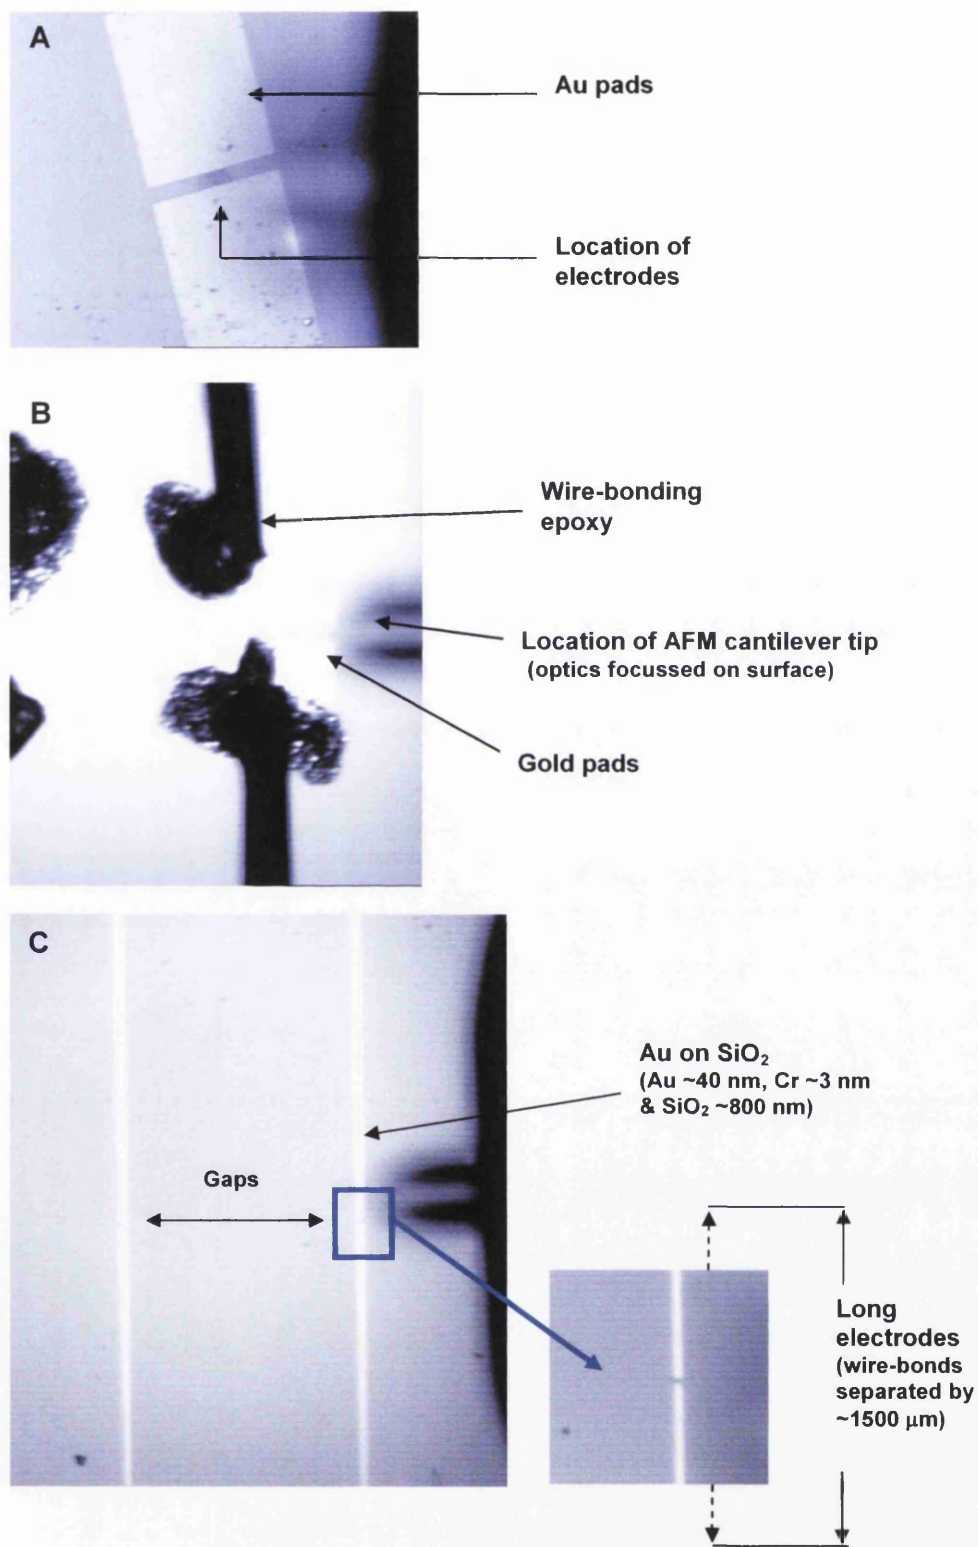 A
Au pads
Location of
electrodes
B
Wire-bonding
epoxy
Location of AFM cantilever tip
(optics focussed on surface)
Gold pads
C
Au on SiO₂
(Au ~40 nm, Cr ~3 nm
& SiO₂ ~800 nm)
Gaps
Long
electrodes
(wire-bonds
separated by
~1500 μm)